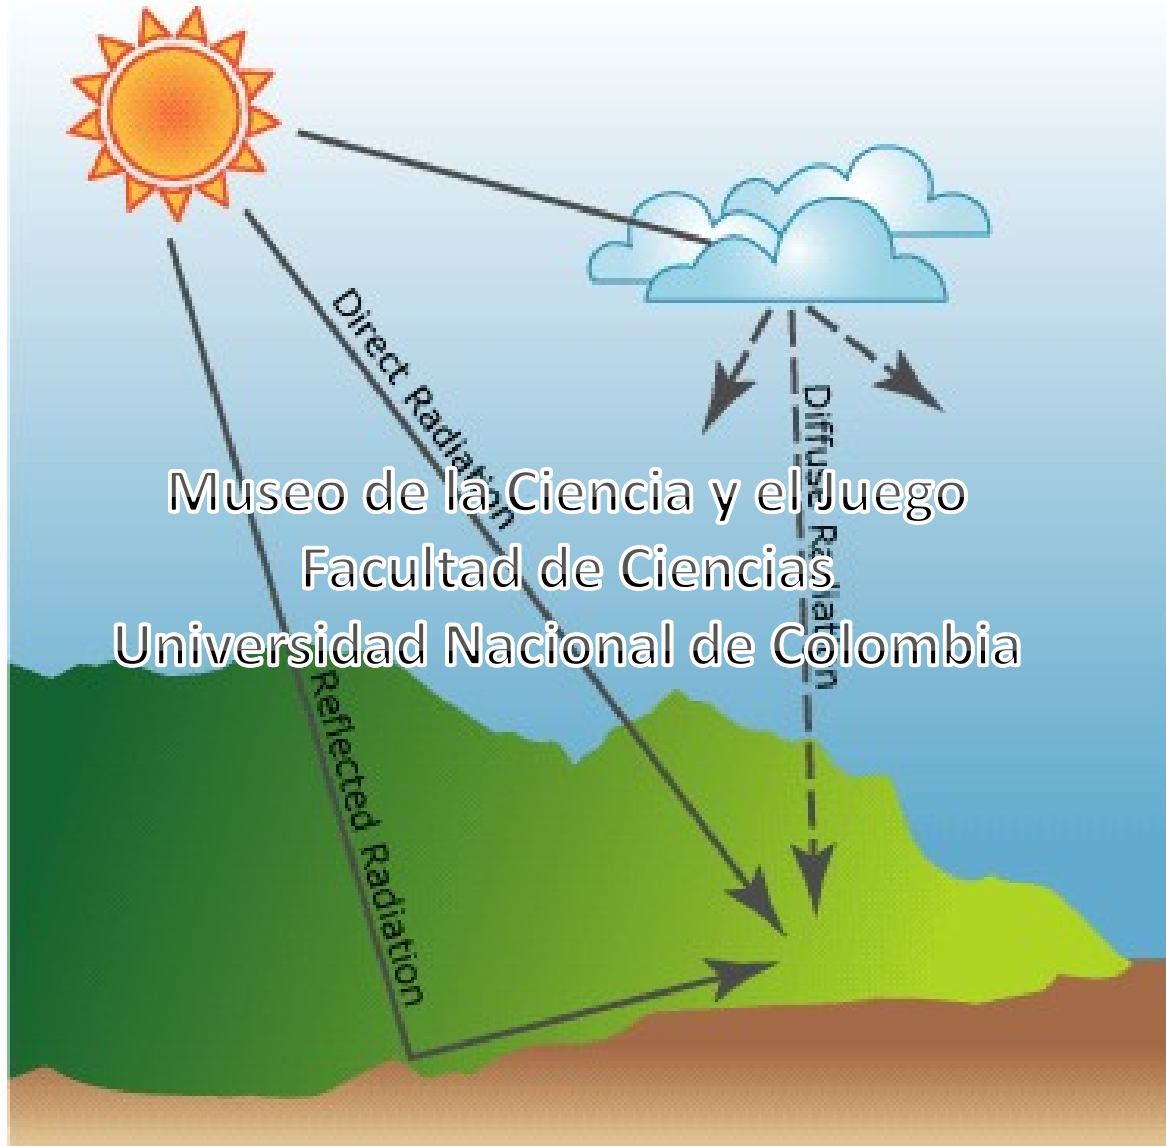 Direct Radiation
Diffuse Radiation
Museo de la Ciencia y el Juego
Facultad de Ciencias
Universidad Nacional de Colombia
Reflected Radiation